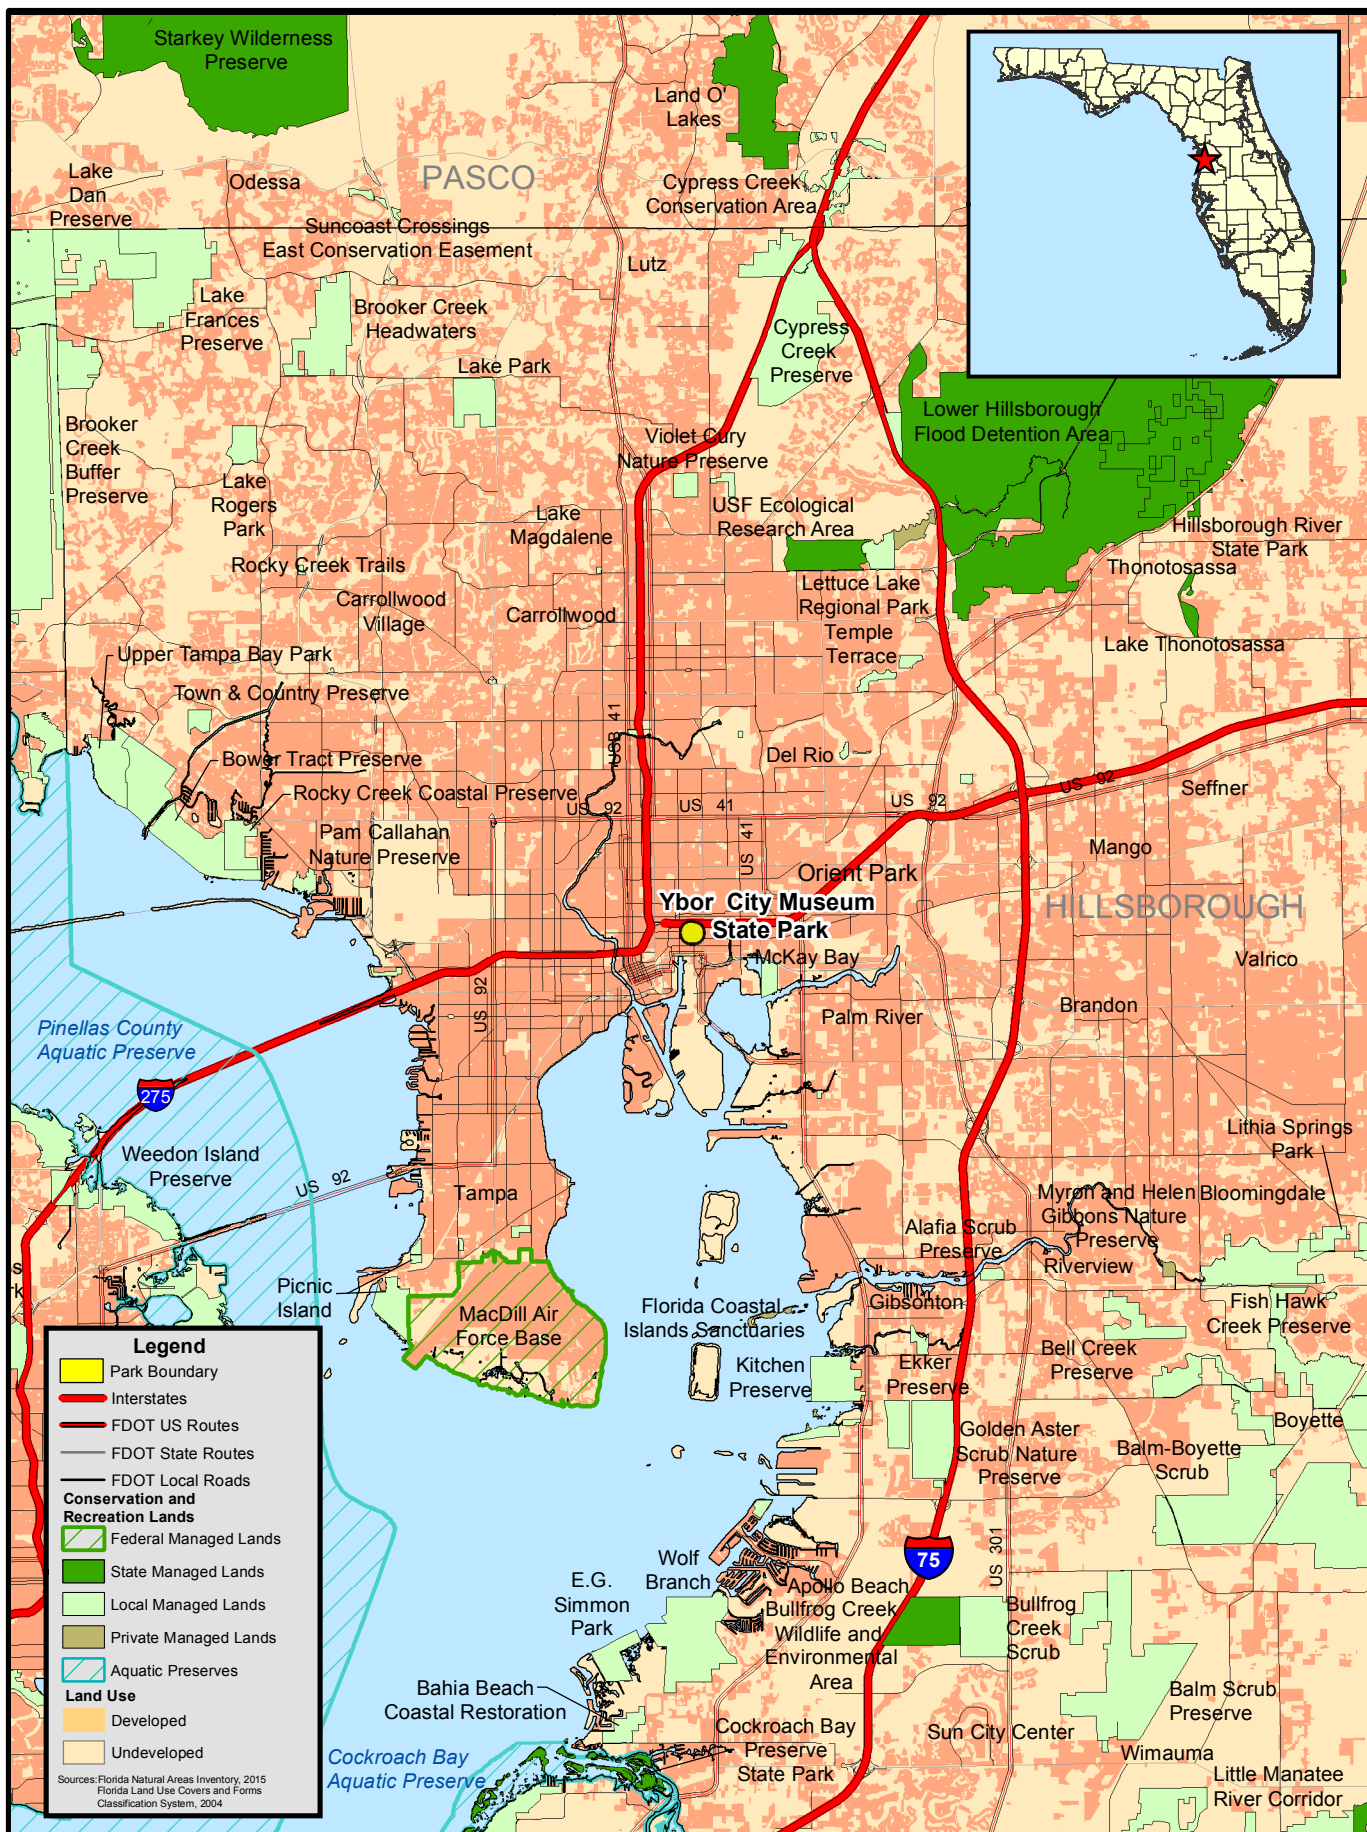 Starkey Wilderness
Preserve
Land O'
Lakes
Lake
Dan
Preserve
Odessa
PASCO
Cypress Creek
Conservation Area
Suncoast Crossings
East Conservation Easement
Lutz
Lake
Frances
Preserve
Brooker Creek
Headwaters
Cypress
Creek
Preserve
Lake Park
Lower Hillsborough
Flood Detention Area
Brooker
Creek
Buffer
Preserve
Violet Cury
Nature Preserve
Lake
Rogers
Park
USF Ecological
Research Area
Lake
Magdalene
Hillsborough River
State Park
Rocky Creek Trails
Thonotosassa
Carrollwood
Village
Carrollwood
Lettuce Lake
Regional Park
Temple
Terrace
Lake Thonotosassa
Upper Tampa Bay Park
Town & Country Preserve
USB 41
Bower Tract Preserve
Del Rio
US 92
Seffner
Rocky Creek Coastal Preserve
US 92
US 41
US 92
Pam Callahan
Nature Preserve
US 41
Mango
Orient Park
Ybor City Museum
State Park
HILLSBOROUGH
McKay Bay
Valrico
US 92
Brandon
Palm River
Pinellas County
Aquatic Preserve
275
Lithia Springs
Park
Weedon Island
Preserve
US 92
Tampa
Myron and Helen
Gibbons Nature
Preserve
Bloomingdale
Alafia Scrub
Preserve
Riverview
Picnic
Island
MacDill Air
Force Base
Florida Coastal
Islands Sanctuaries
Gibsonton
Fish Hawk
Creek Preserve
Kitchen
Preserve
Ekker
Preserve
Bell Creek
Preserve
Boyette
Golden Aster
Scrub Nature
Preserve
Balm-Boyette
Scrub
75
US 301
Wolf
Branch
E.G.
Simmon
Park
Apollo Beach
Bullfrog Creek
Wildlife and
Environmental
Area
Bullfrog
Creek
Scrub
Bahia Beach
Coastal Restoration
Balm Scrub
Preserve
Cockroach Bay
Preserve
State Park
Sun City Center
Wimauma
Cockroach Bay
Aquatic Preserve
Little Manatee
River Corridor
Legend
Park Boundary
Interstates
FDOT US Routes
FDOT State Routes
FDOT Local Roads
Conservation and
Recreation Lands
Federal Managed Lands
State Managed Lands
Local Managed Lands
Private Managed Lands
Aquatic Preserves
Land Use
Developed
Undeveloped
Sources: Florida Natural Areas Inventory, 2015
Florida Land Use Covers and Forms
Classification System, 2004